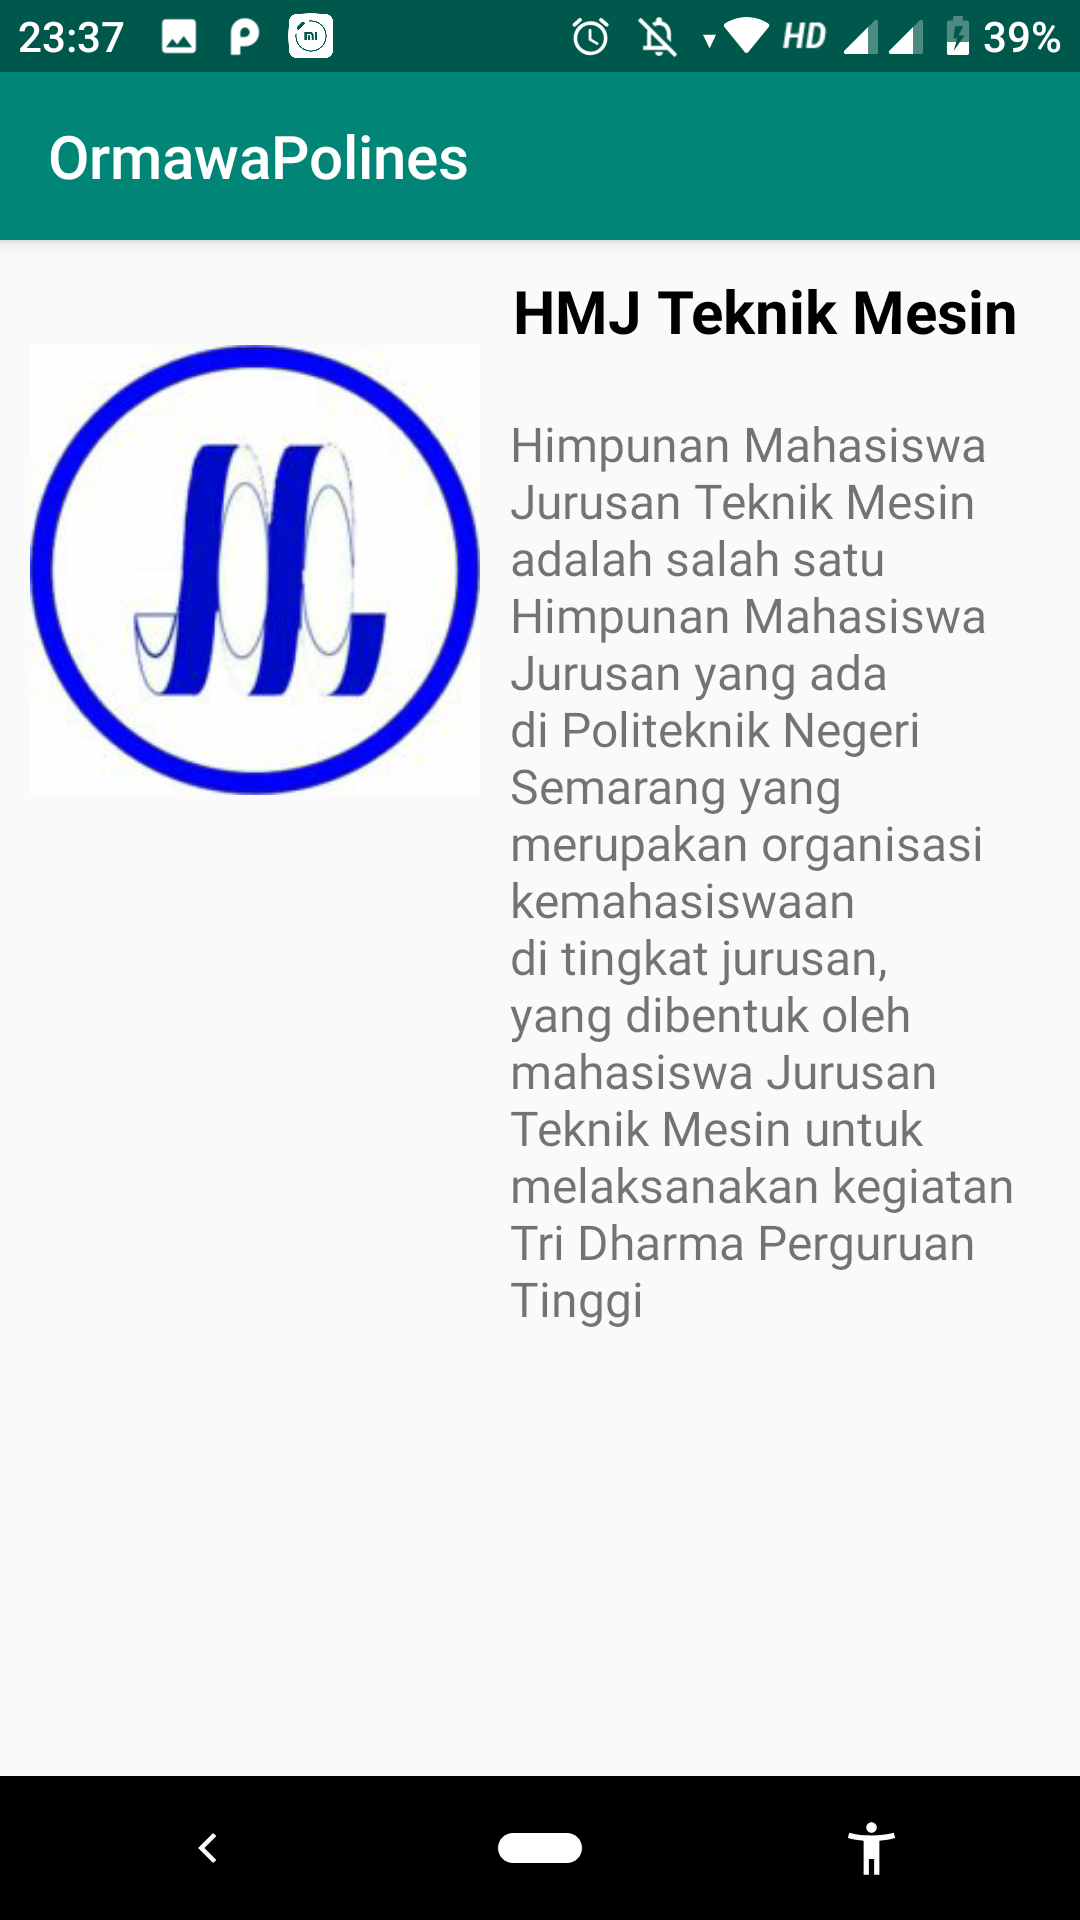 23:37
mi
HD
39%
OrmawaPolines
HMJ Teknik Mesin
Himpunan Mahasiswa
Jurusan Teknik Mesin
adalah salah satu
Himpunan Mahasiswa
Jurusan yang ada
di Politeknik Negeri
Semarang yang
merupakan organisasi
kemahasiswaan
di tingkat jurusan,
yang dibentuk oleh
mahasiswa Jurusan
Teknik Mesin untuk
melaksanakan kegiatan
Tri Dharma Perguruan
Tinggi